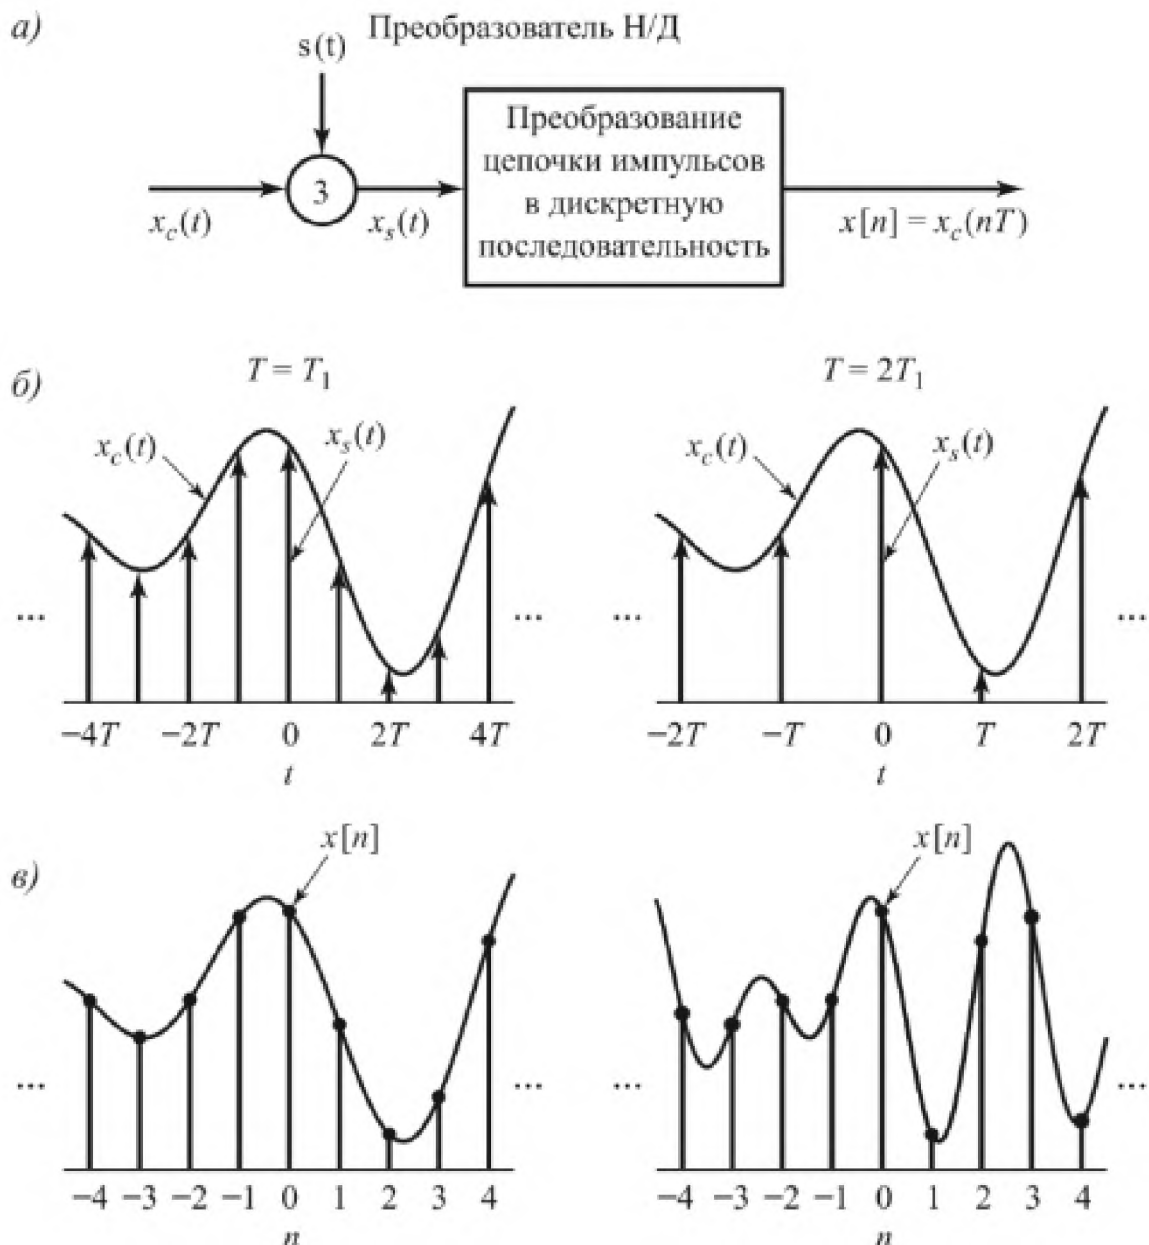 а)
Преобразователь Н/Д
s(t)
3
x_c(t)
x_s(t)
Преобразование
цепочки импульсов
в дискретную
последовательность
x[n] = x_c(nT)
б)
T = T_1
T = 2T_1
x_c(t)
x_s(t)
x_c(t)
x_s(t)
... ... ... ...
−4T −2T 0 2T 4T
−2T −T 0 T 2T
t
t
в)
x[n]
x[n]
... ... ... ...
−4 −3 −2 −1 0 1 2 3 4
−4 −3 −2 −1 0 1 2 3 4
n
n